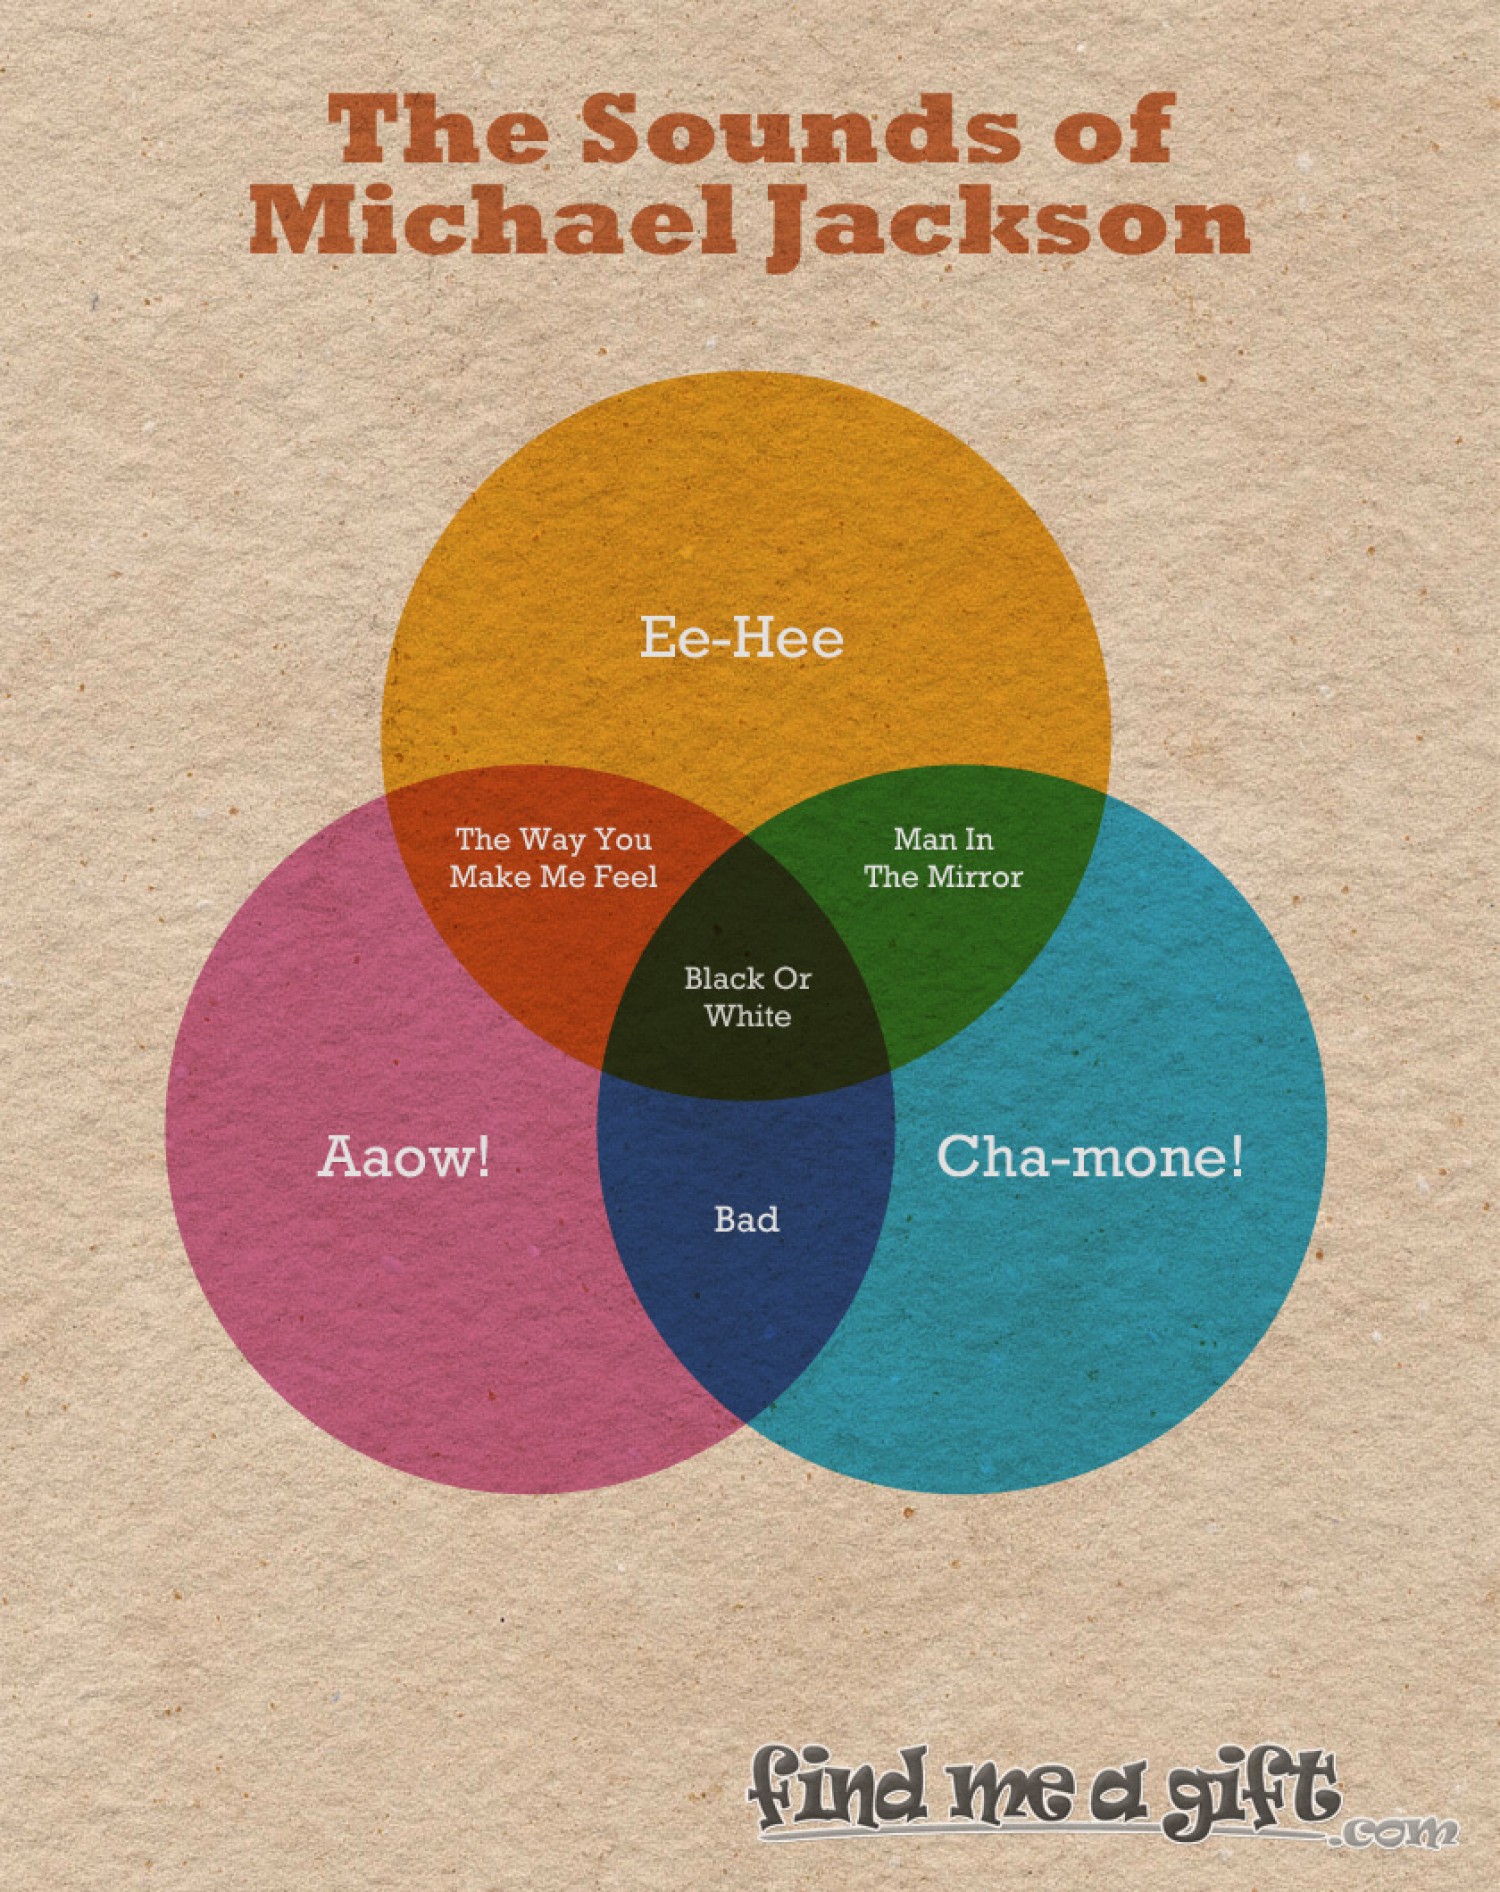 The Sounds of
Michael Jackson
Ee-Hee
The Way You
Make Me Feel
Man In
The Mirror
Black Or
White
Aaow!
Cha-mone!
Bad
find me a gift.com